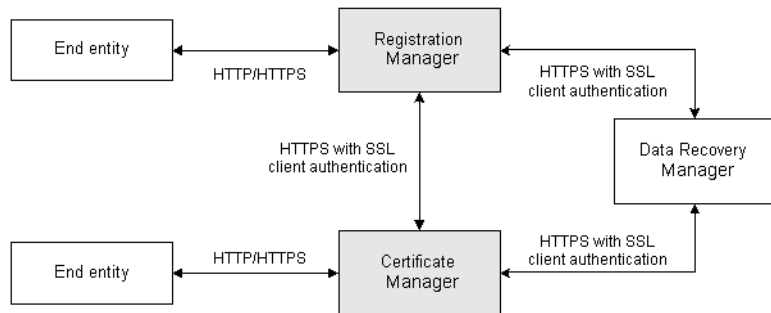 End entity
HTTP/HTTPS
Registration
Manager
HTTPS with SSL
client authentication
HTTPS with SSL
client authentication
Data Recovery
Manager
End entity
HTTP/HTTPS
Certificate
Manager
HTTPS with SSL
client authentication